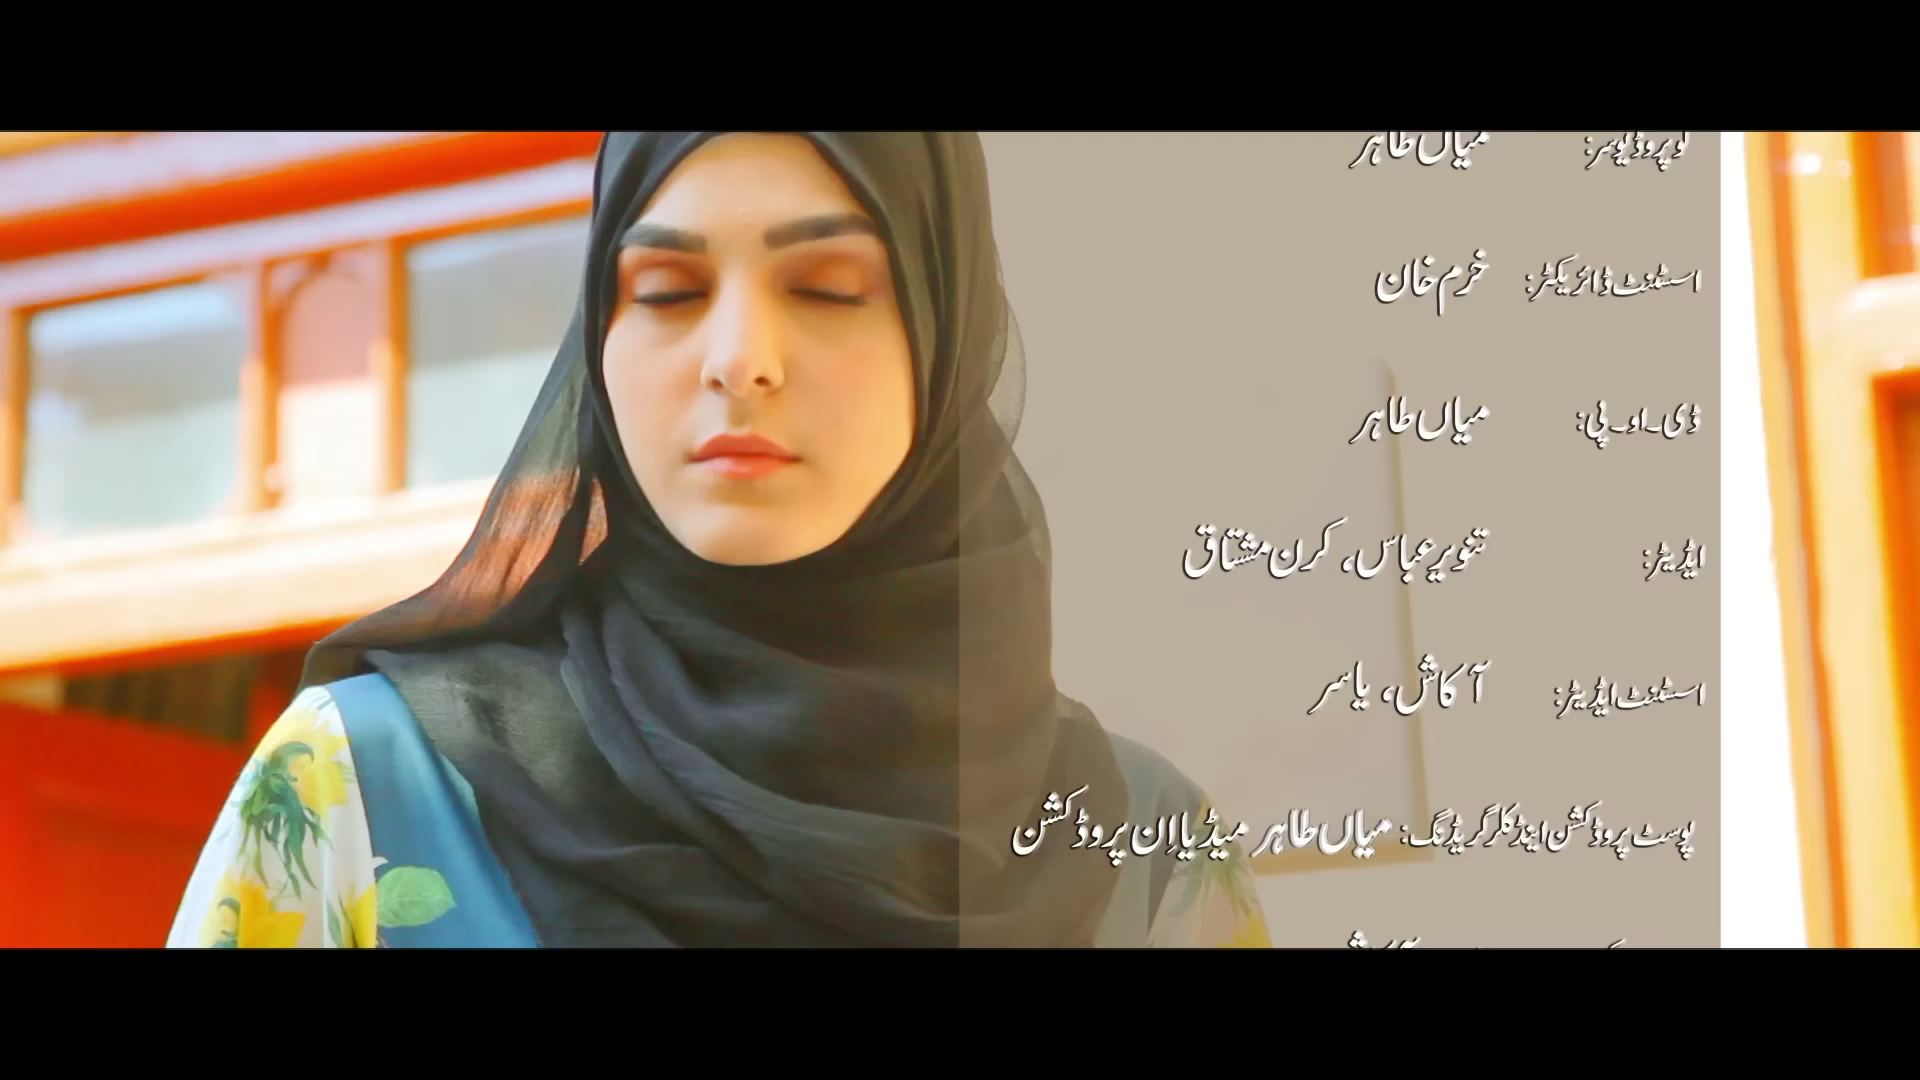 کو پروڈیوسر: میاں طاہر
اسسٹنٹ ڈائریکٹر: خرم خان
ڈی۔او۔پی: میاں طاہر
ایڈیٹر: تنویر عباس، کرن مشتاق
اسسٹنٹ ایڈیٹر: آکاش، یاسر
پوسٹ پروڈکشن اینڈ کلر گریڈنگ: میاں طاہر میڈیا اِن پروڈکشن